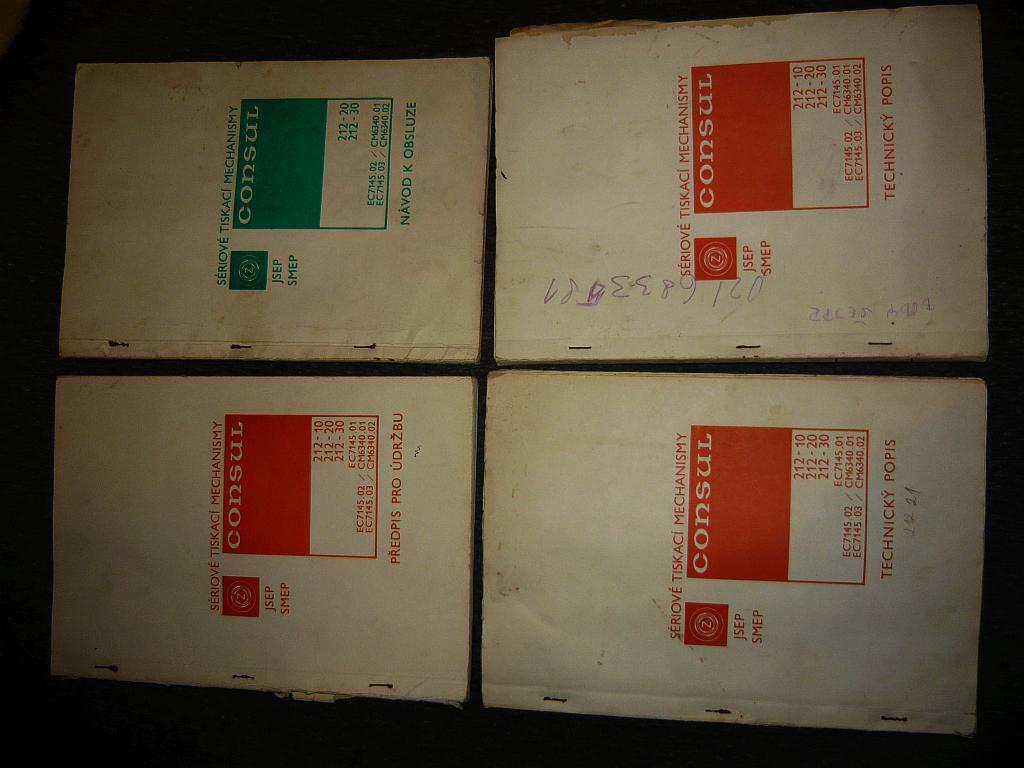 SÉRIOVÉ TISKACÍ MECHANISMY
consul
212 - 20
212 - 30
EC7145.02 / CM6340.01
EC7145.03 / CM6340.02
NÁVOD K OBSLUZE
JSEP
SMEP
SÉRIOVÉ TISKACÍ MECHANISMY
consul
212 - 10
212 - 20
212 - 30
EC7145.01
EC7145.02 / CM6340.01
EC7145.03 / CM6340.02
TECHNICKÝ POPIS
JSEP
SMEP
SÉRIOVÉ TISKACÍ MECHANISMY
consul
212 - 10
212 - 20
212 - 30
EC7145.01
EC7145.02 / CM6340.01
EC7145.03 / CM6340.02
PŘEDPIS PRO ÚDRŽBU
JSEP
SMEP
SÉRIOVÉ TISKACÍ MECHANISMY
consul
212 - 10
212 - 20
212 - 30
EC7145.01
EC7145.02 / CM6340.01
EC7145.03 / CM6340.02
TECHNICKÝ POPIS
JSEP
SMEP